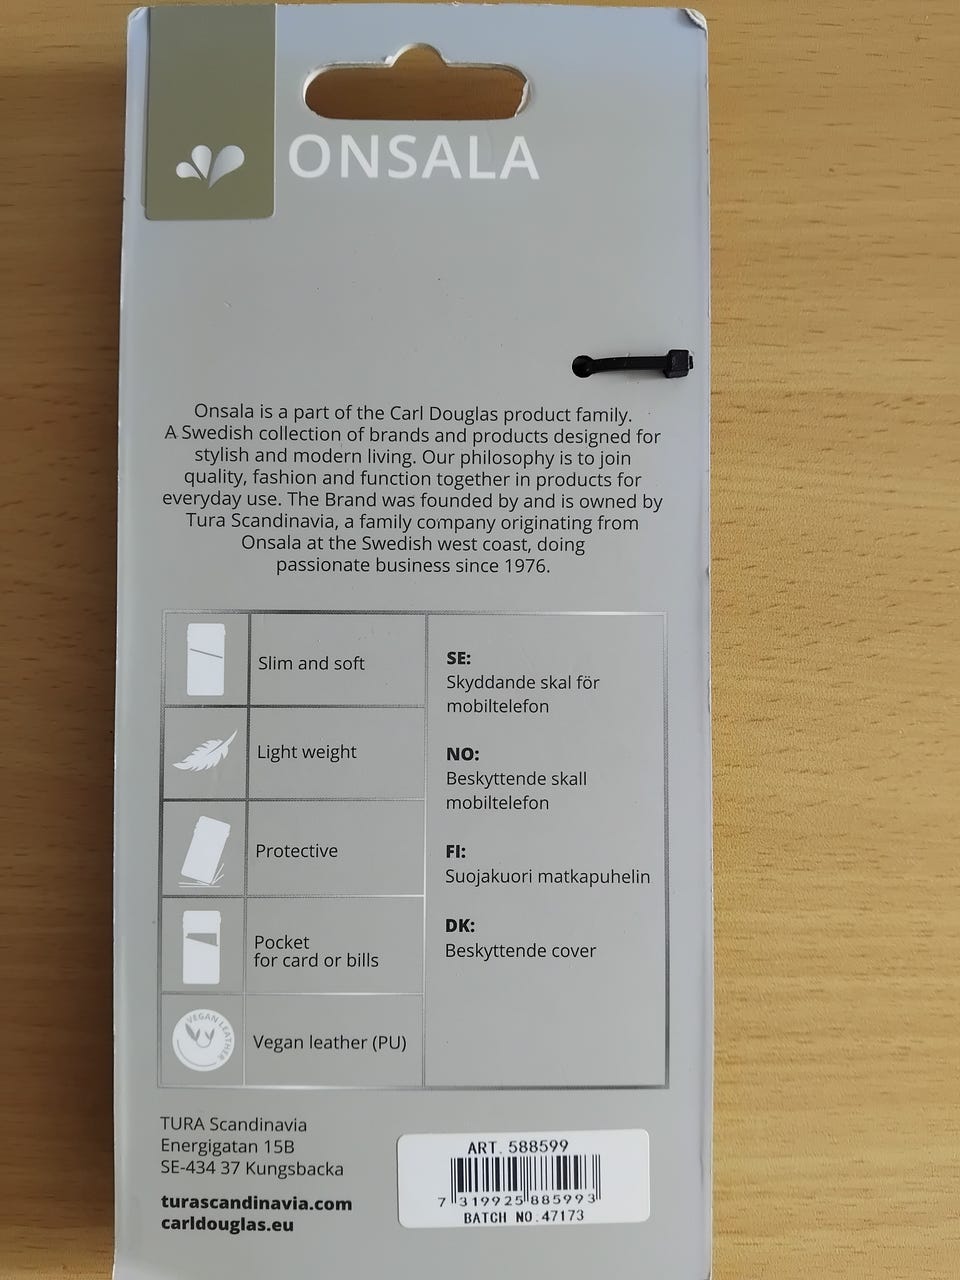 ONSALA
Onsala is a part of the Carl Douglas product family.
A Swedish collection of brands and products designed for
stylish and modern living. Our philosophy is to join
quality, fashion and function together in products for
everyday use. The Brand was founded by and is owned by
Tura Scandinavia, a family company originating from
Onsala at the Swedish west coast, doing
passionate business since 1976.
Slim and soft
Light weight
Protective
Pocket
for card or bills
VEGAN LEATHER
Vegan leather (PU)
SE:
Skyddande skal för
mobiltelefon
NO:
Beskyttende skall
mobiltelefon
FI:
Suojakuori matkapuhelin
DK:
Beskyttende cover
TURA Scandinavia
Energigatan 15B
SE-434 37 Kungsbacka
turascandinavia.com
carldouglas.eu
ART. 588599
7 319925 885993
BATCH NO.47173